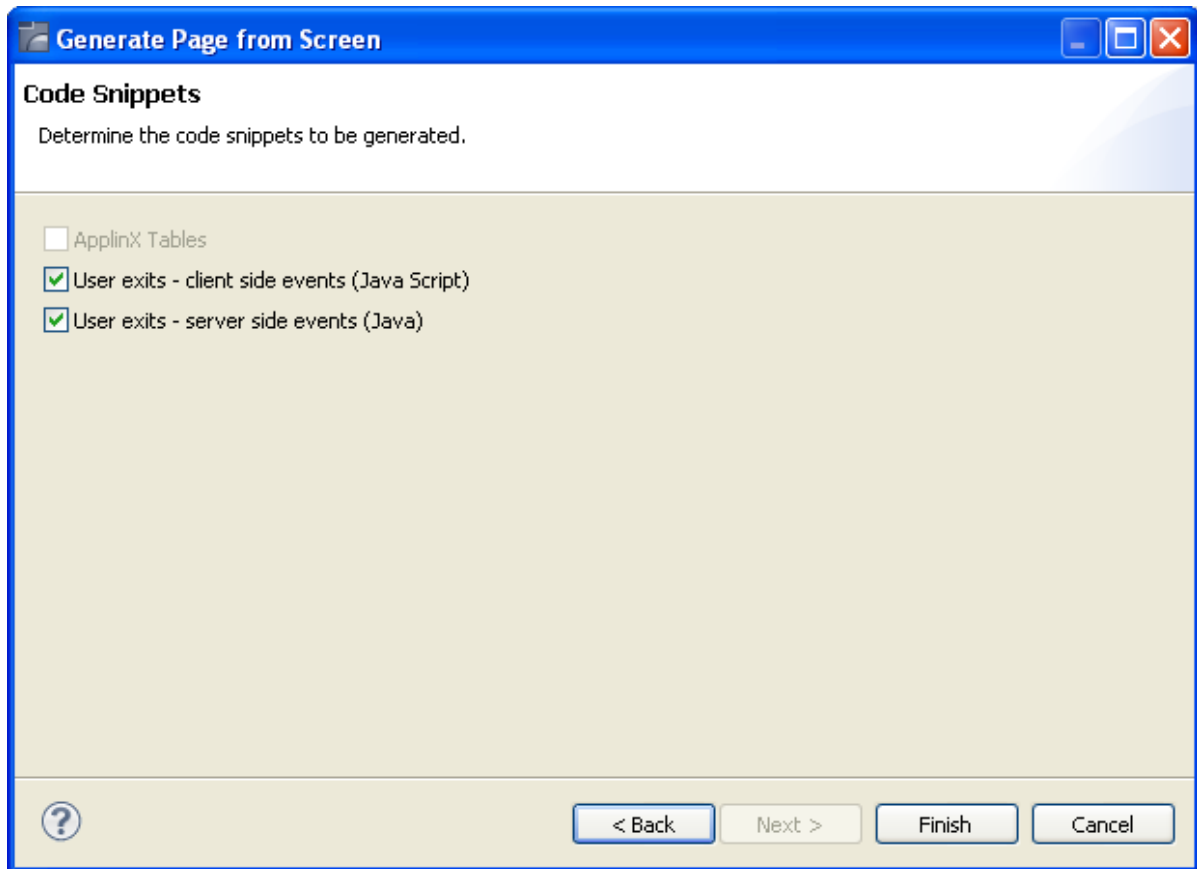 Generate Page from Screen
Code Snippets
Determine the code snippets to be generated.
ApplinX Tables
User exits - client side events (Java Script)
User exits - server side events (Java)
?
< Back
Next >
Finish
Cancel